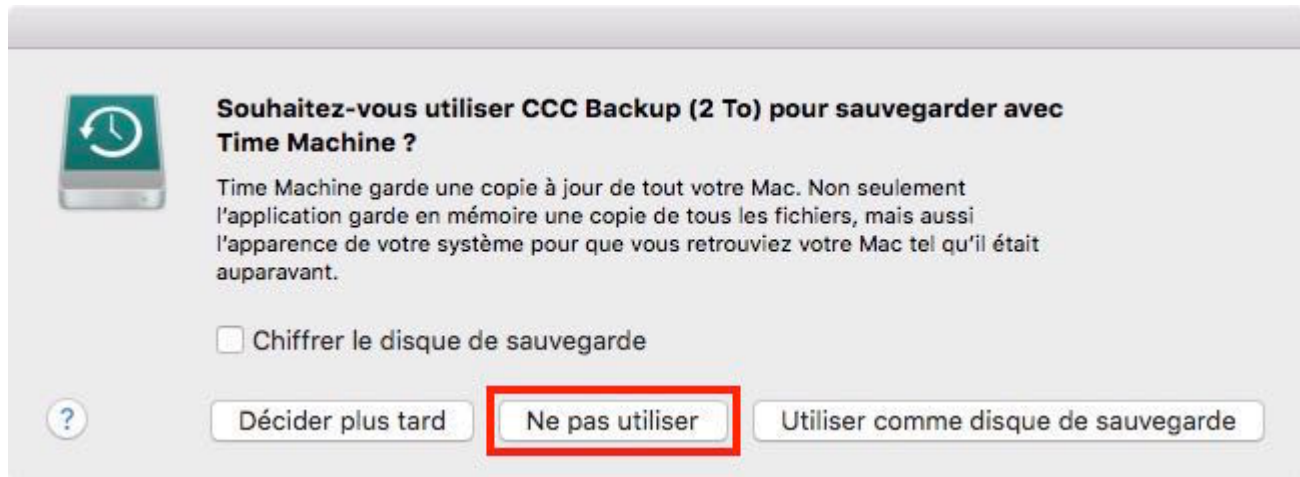 Souhaitez-vous utiliser CCC Backup (2 To) pour sauvegarder avec
Time Machine ?
Time Machine garde une copie à jour de tout votre Mac. Non seulement
l’application garde en mémoire une copie de tous les fichiers, mais aussi
l’apparence de votre système pour que vous retrouviez votre Mac tel qu’il était
auparavant.
Chiffrer le disque de sauvegarde
? Décider plus tard Ne pas utiliser Utiliser comme disque de sauvegarde